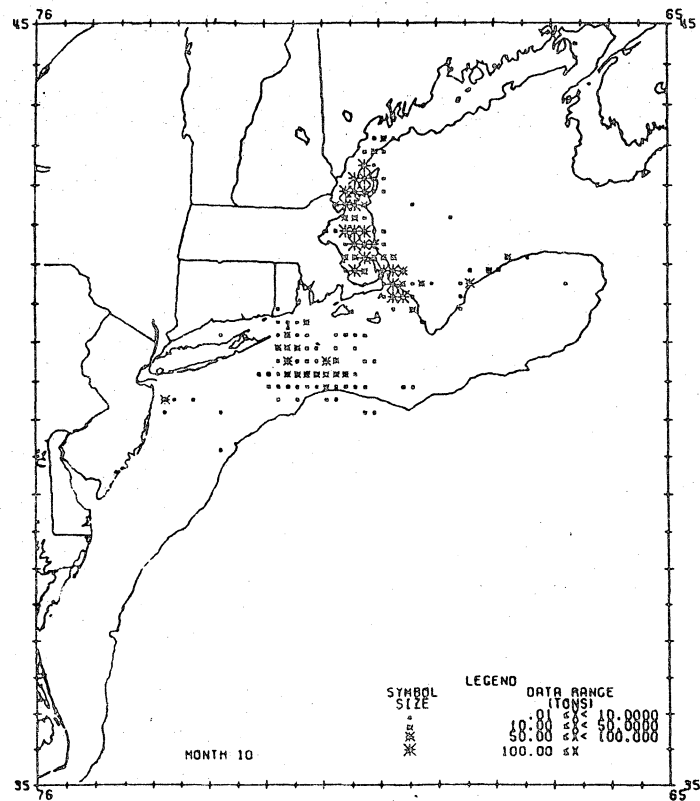 76 65
45 45
LEGEND
SYMBOL DATA RANGE
SIZE (TONS)
.01 ≤X< 10.0000
10.00 ≤X< 50.0000
50.00 ≤X< 100.000
100.00 ≤X
MONTH 10
35 35
76 65